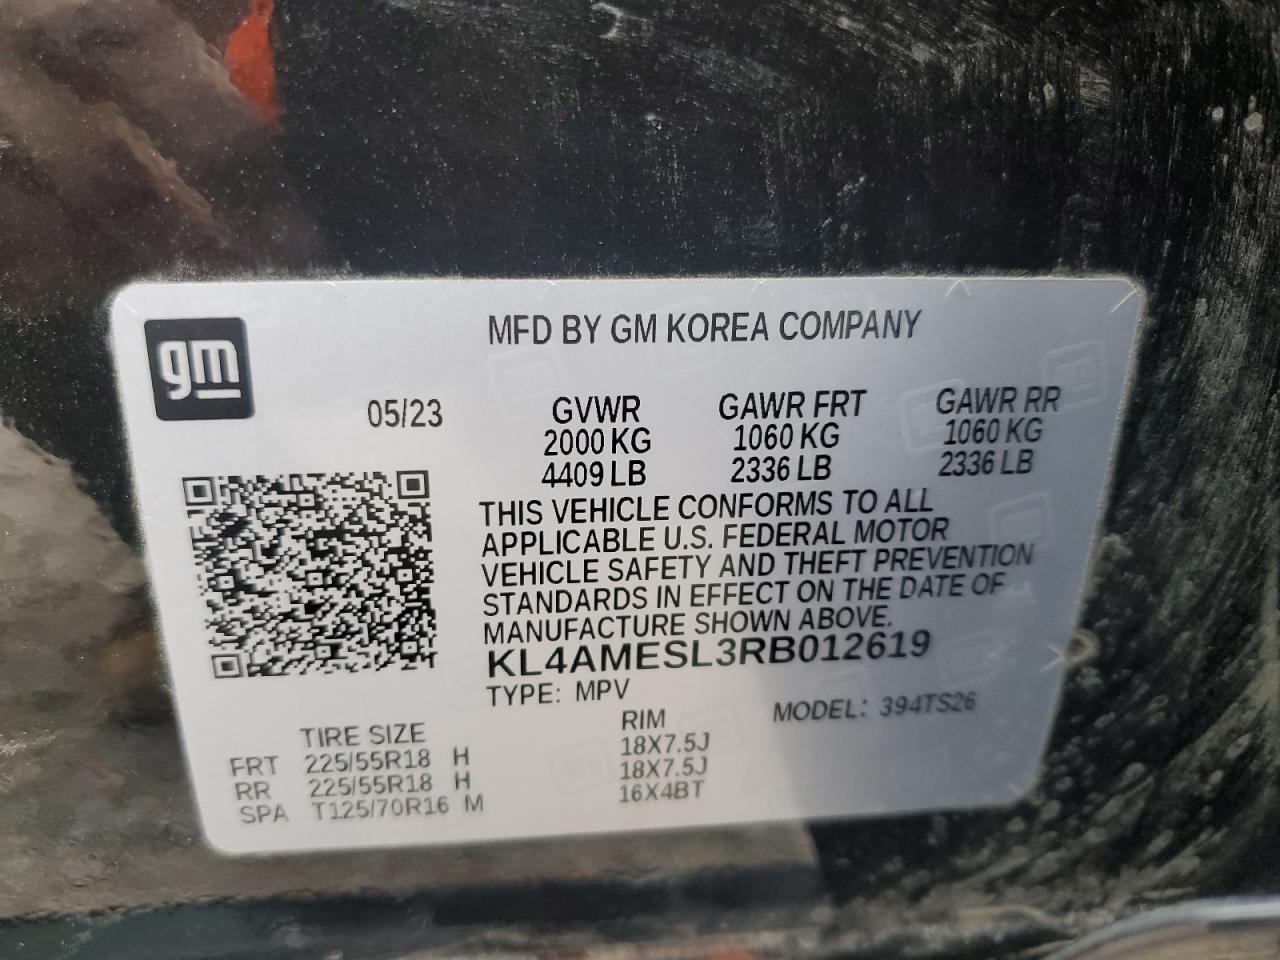 gm
MFD BY GM KOREA COMPANY
05/23
GVWR GAWR FRT GAWR RR
2000 KG 1060 KG 1060 KG
4409 LB 2336 LB 2336 LB
THIS VEHICLE CONFORMS TO ALL
APPLICABLE U.S. FEDERAL MOTOR
VEHICLE SAFETY AND THEFT PREVENTION
STANDARDS IN EFFECT ON THE DATE OF
MANUFACTURE SHOWN ABOVE.
KL4AMESL3RB012619
TYPE: MPV MODEL: 394TS26
TIRE SIZE RIM
FRT 225/55R18 H 18X7.5J
RR 225/55R18 H 18X7.5J
SPA T125/70R16 M 16X4BT